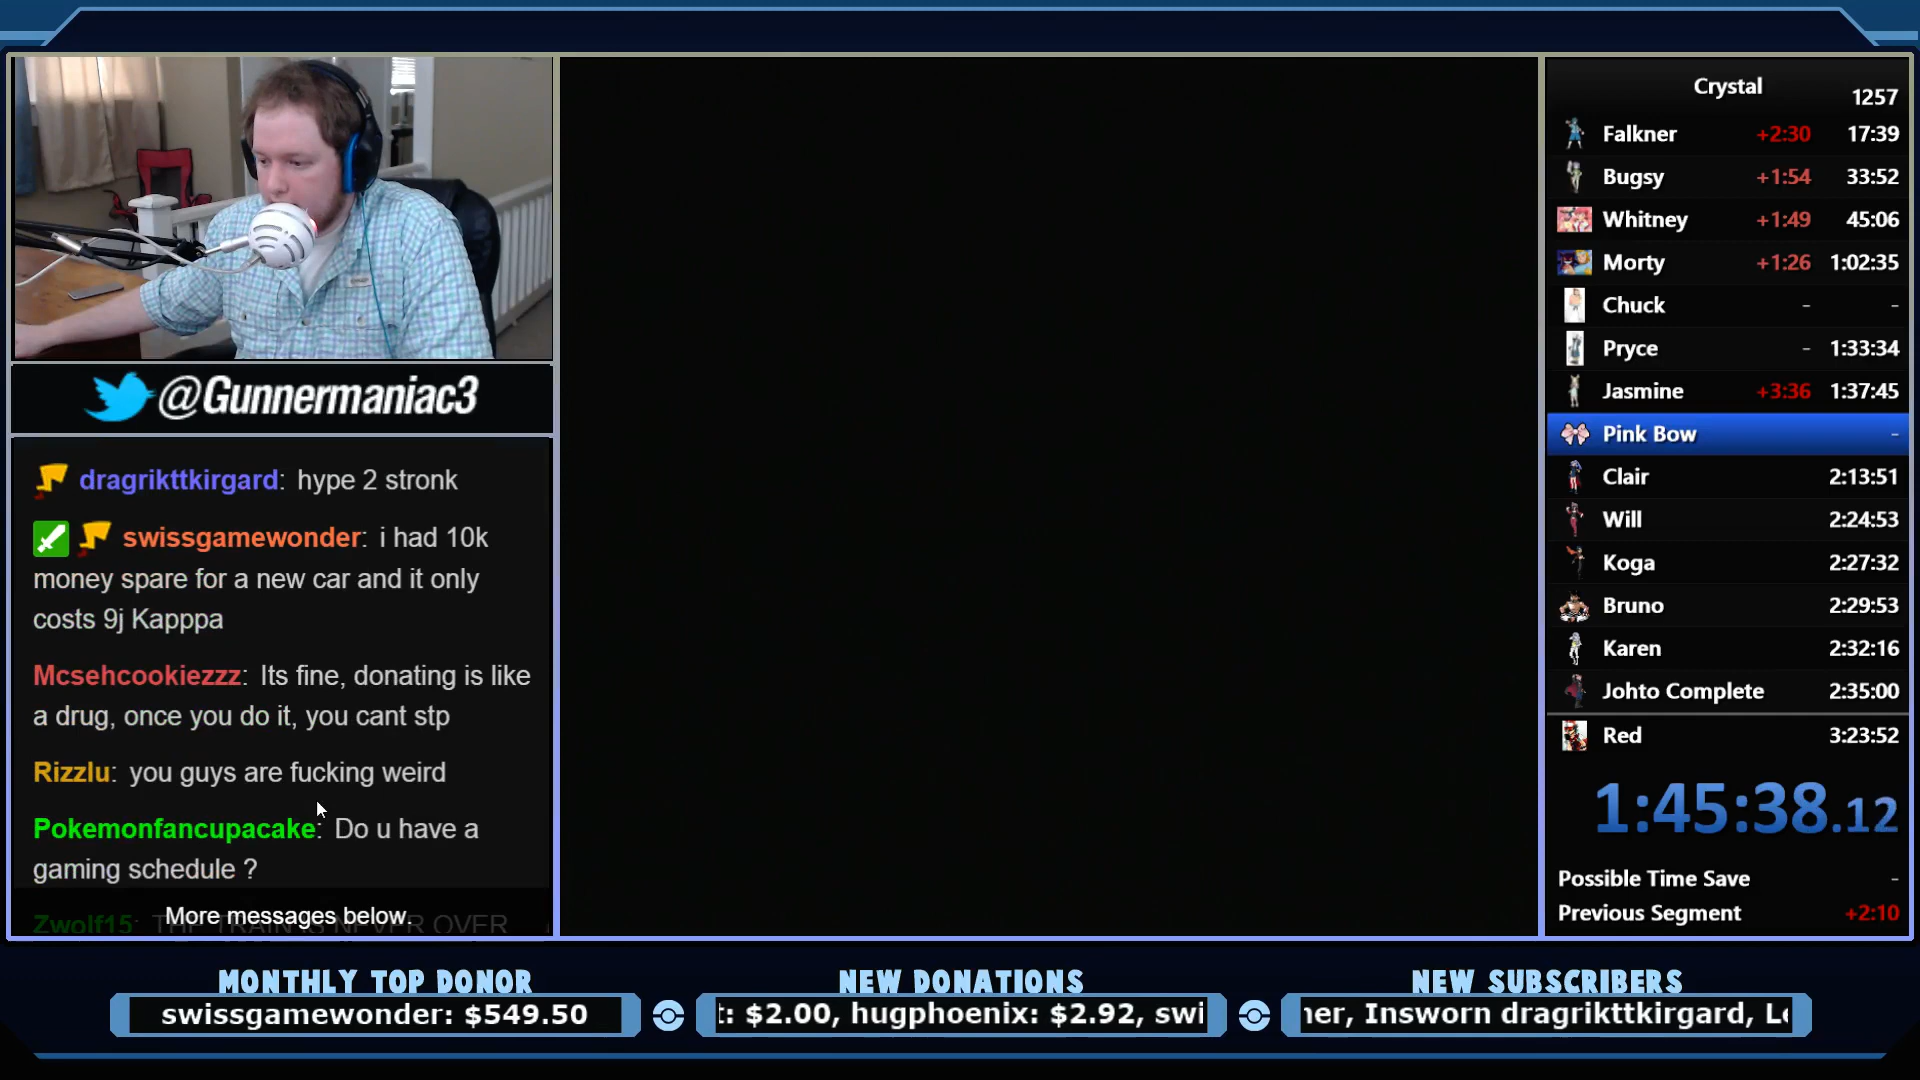 @Gunnermaniac3
dragrikttkirgard: hype 2 stronk
swissgamewonder: i had 10k
money spare for a new car and it only
costs 9j Kapppa
Mcsehcookiezzz: Its fine, donating is like
a drug, once you do it, you cant stp
Rizzlu: you guys are fucking weird
Pokemonfancupacake: Do u have a
gaming schedule ?
Zwolf15: THE TRAIN IS NEVER OVER
More messages below.
Crystal
1257
Falkner +2:30 17:39
Bugsy +1:54 33:52
Whitney +1:49 45:06
Morty +1:26 1:02:35
Chuck - -
Pryce - 1:33:34
Jasmine +3:36 1:37:45
Pink Bow -
Clair 2:13:51
Will 2:24:53
Koga 2:27:32
Bruno 2:29:53
Karen 2:32:16
Johto Complete 2:35:00
Red 3:23:52
1:45:38.12
Possible Time Save -
Previous Segment +2:10
MONTHLY TOP DONOR
swissgamewonder: $549.50
NEW DONATIONS
: $2.00, hugphoenix: $2.92, swi
NEW SUBSCRIBERS
ner, Insworn dragrikttkirgard, Le